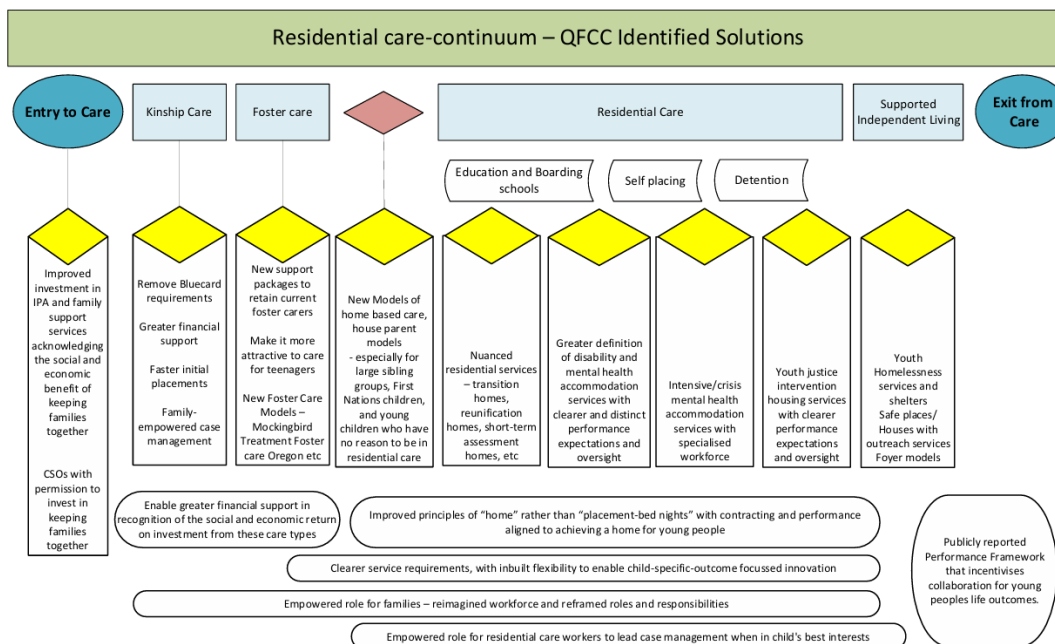 Residential care-continuum – QFCC Identified Solutions
Entry to Care
Kinship Care
Foster care
Residential Care
Supported
Independent Living
Exit from
Care
Education and Boarding
schools
Self placing
Detention
Improved
investment in
IPA and family
support
services
acknowledging
the social and
economic
benefit of
keeping
families
together
CSOs with
permission to
invest in
keeping
families
together
Remove Bluecard
requirements
Greater financial
support
Faster initial
placements
Family-
empowered case
management
New support
packages to
retain current
foster carers
Make it more
attractive to care
for teenagers
New Foster Care
Models –
Mockingbird
Treatment Foster
care Oregon etc
New Models of
home based care,
house parent
models
- especially for
large sibling
groups, First
Nations children,
and young
children who have
no reason to be in
residential care
Nuanced
residential services
– transition
homes, reunification
homes, short-term
assessment
homes, etc
Greater definition
of disability and
mental health
accommodation
services with
clearer and distinct
performance
expectations and
oversight
Intensive/crisis
mental health
accommodation
services with
specialised
workforce
Youth justice
intervention
housing services
with clearer
performance
expectations
and oversight
Youth
Homelessness
services and
shelters
Safe places/
Houses with
outreach services
Foyer models
Enable greater financial support in
recognition of the social and economic return
on investment from these care types
Improved principles of “home” rather than “placement-bed nights” with contracting and performance
aligned to achieving a home for young people
Clearer service requirements, with inbuilt flexibility to enable child-specific-outcome focussed innovation
Empowered role for families – reimagined workforce and reframed roles and responsibilities
Empowered role for residential care workers to lead case management when in child's best interests
Publicly reported
Performance Framework
that incentivises
collaboration for young
peoples life outcomes.